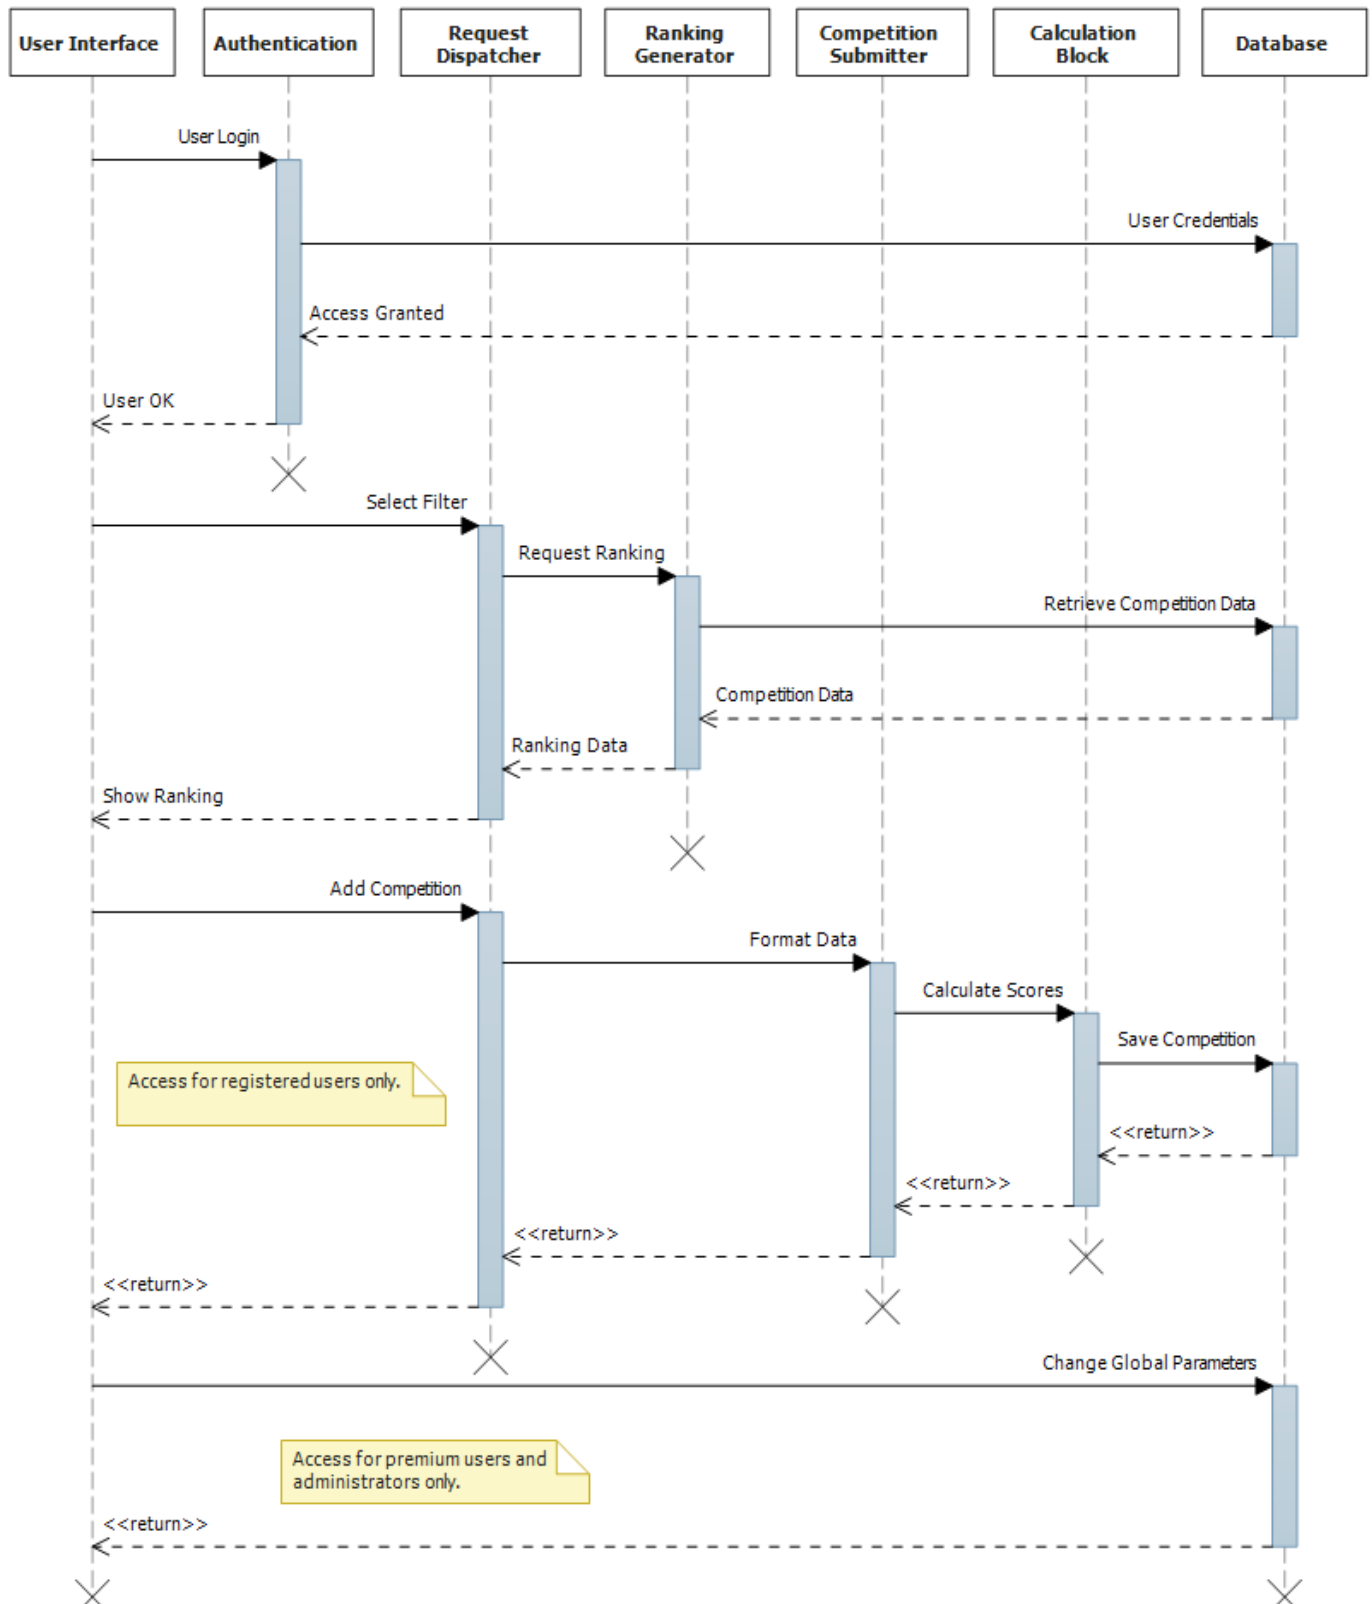 User Interface
Authentication
Request
Dispatcher
Ranking
Generator
Competition
Submitter
Calculation
Block
Database
User Login
User Credentials
Access Granted
User OK
Select Filter
Request Ranking
Retrieve Competition Data
Competition Data
Ranking Data
Show Ranking
Add Competition
Format Data
Calculate Scores
Save Competition
Access for registered users only.
<<return>>
<<return>>
<<return>>
<<return>>
Change Global Parameters
Access for premium users and
administrators only.
<<return>>